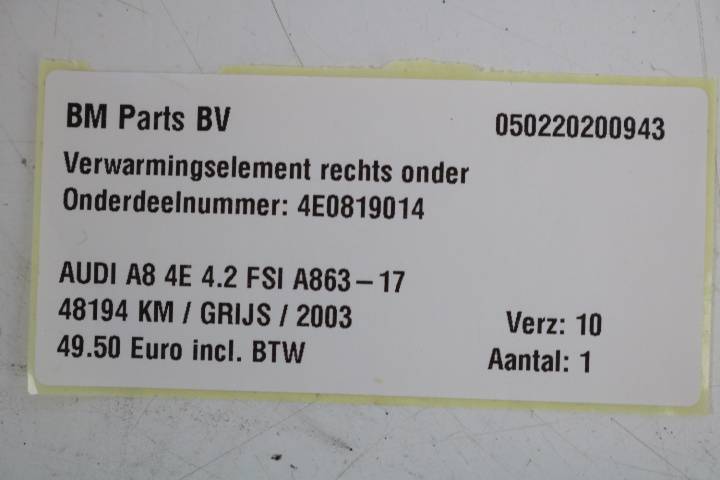 BM Parts BV 050220200943
Verwarmingselement rechts onder
Onderdeelnummer: 4E0819014
AUDI A8 4E 4.2 FSI A863-17
48194 KM / GRIJS / 2003 Verz: 10
49.50 Euro incl. BTW Aantal: 1